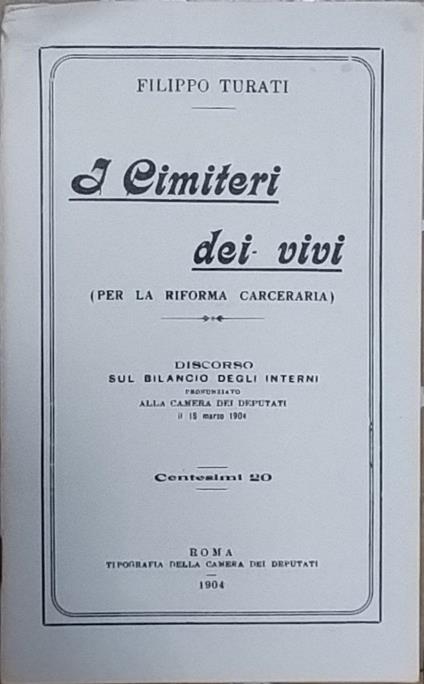 FILIPPO TURATI
I Cimiteri
dei vivi
(PER LA RIFORMA CARCERARIA)
DISCORSO
SUL BILANCIO DEGLI INTERNI
PRONUNZIATO
ALLA CAMERA DEI DEPUTATI
il 18 marzo 1904
Centesimi 20
ROMA
TIPOGRAFIA DELLA CAMERA DEI DEPUTATI
1904